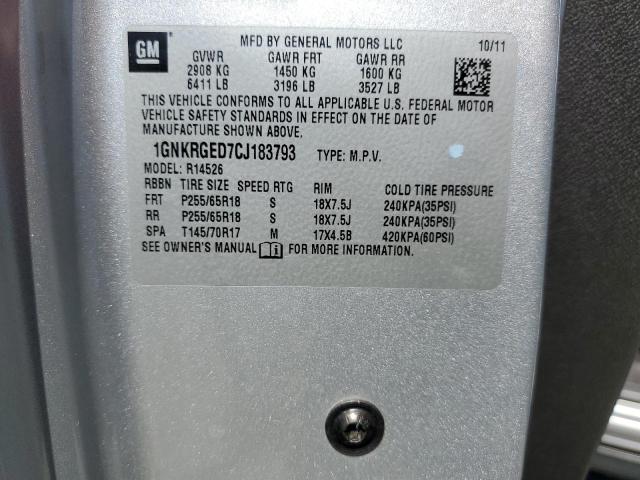 GM MFD BY GENERAL MOTORS LLC 10/11
GVWR GAWR FRT GAWR RR
2908 KG 1450 KG 1600 KG
6411 LB 3196 LB 3527 LB
THIS VEHICLE CONFORMS TO ALL APPLICABLE U.S. FEDERAL MOTOR
VEHICLE SAFETY STANDARDS IN EFFECT ON THE DATE OF
MANUFACTURE SHOWN ABOVE.
1GNKRGED7CJ183793 TYPE: M.P.V.
MODEL: R14526
RBBN TIRE SIZE SPEED RTG RIM COLD TIRE PRESSURE
FRT P255/65R18 S 18X7.5J 240KPA(35PSI)
RR P255/65R18 S 18X7.5J 240KPA(35PSI)
SPA T145/70R17 M 17X4.5B 420KPA(60PSI)
SEE OWNER'S MANUAL FOR MORE INFORMATION.